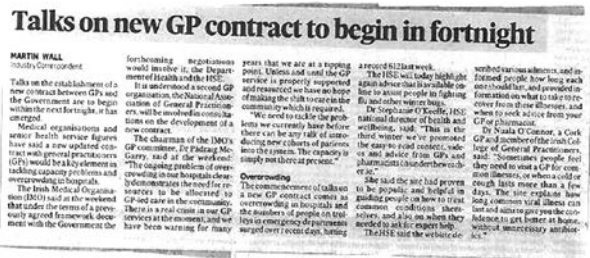 Talks on new GP contract to begin in fortnight
MARTIN WALL
Industry Correspondent
Talks on the establishment of a
new contract between GPs and
the Government are to begin
within the next fortnight, it has
emerged.
Medical organisations and
senior health service figures
have said a new updated con-
tract with general practitioners
(GPs) would be a key element in
tackling capacity problems and
overcrowding in hospitals.
The Irish Medical Organisa-
tion (IMO) said at the weekend
that under the terms of a previ-
ously agreed framework docu-
ment with the Government the
forthcoming negotiations
would involve it, the Depart-
ment of Health and the HSE.
It is understood a second GP
organisation, the National Asso-
ciation of General Practition-
ers, will be involved in consulta-
tions on the development of a
new contract.
The chairman of the IMO's
GP committee, Dr Padraig Mc-
Garry, said at the weekend:
"The ongoing problem of over-
crowding in our hospitals clear-
ly demonstrates the need for re-
sources to be allocated to
GP-led care in the community.
There is a real crisis in our GP
services at the moment, and we
have been warning for many
years that we are at a tipping
point. Unless and until the GP
service is properly supported
and resourced we have no hope
of making the shift to care in the
community which is required.
"We need to tackle the prob-
lems we currently have before
there can be any talk of intro-
ducing new cohorts of patients
into the system. The capacity is
simply not there at present."
Overcrowding
The commencement of talks on
a new GP contract comes as
overcrowding in hospitals and
the numbers of people on trol-
leys in emergency departments
surged over recent days, hitting
a record 612 last week.
The HSE will today highlight
again advice that is available on-
line to assist people in fighting
flu and other winter bugs.
Dr Stephanie O'Keeffe, HSE
national director of health and
wellbeing, said: "This is the
third winter we've promoted
the easy to read content, vide-
os and advice from GPs and
pharmacists on
She said the site had proven
to be popular and helpful in
guiding people on how to treat
common conditions them-
selves, and also on when they
needed to ask for expert help.
The HSE said the website de-
scribed various ailments, and in-
formed people how long each
one should last, and provided in-
formation on what to take to re-
cover from these illnesses, and
when to seek advice from your
GP or pharmacist.
Dr Nuala O'Connor, a Cork
GP and member of the Irish Col-
lege of General Practitioners,
said: "Sometimes people feel
they need to visit a GP for com-
mon illnesses, or when a cold or
cough lasts more than a few
days. The site explains how
long common viral illness can
last and aims to give you the con-
fidence to get better at home,
without unnecessary antibiot-
ics."